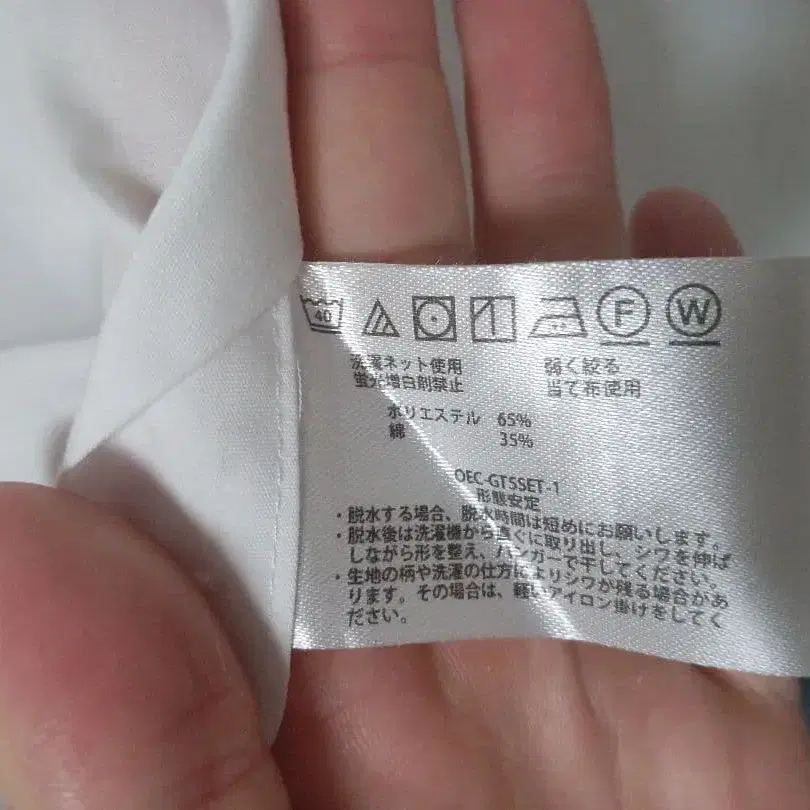 40
F W
洗濯ネット使用 弱く絞る
蛍光増白剤禁止 当て布使用
ポリエステル 65%
綿 35%
OEC-GT5SET-1
形態安定
・脱水する場合、脱水時間は短めにお願いします。
・脱水後は洗濯機から直ぐに取り出し、シワを伸ば
しながら形を整え、ハンガーで干してください。
・生地の柄や洗濯の仕方によりシワが残る場合があ
ります。その場合は、軽いアイロン掛けをしてく
ださい。